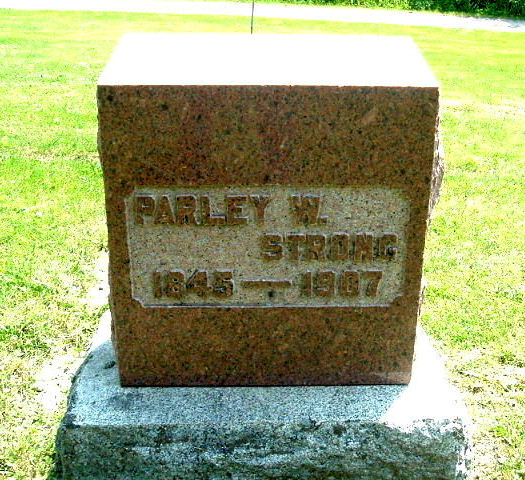 PARLEY W.
STRONG
1845 — 1907